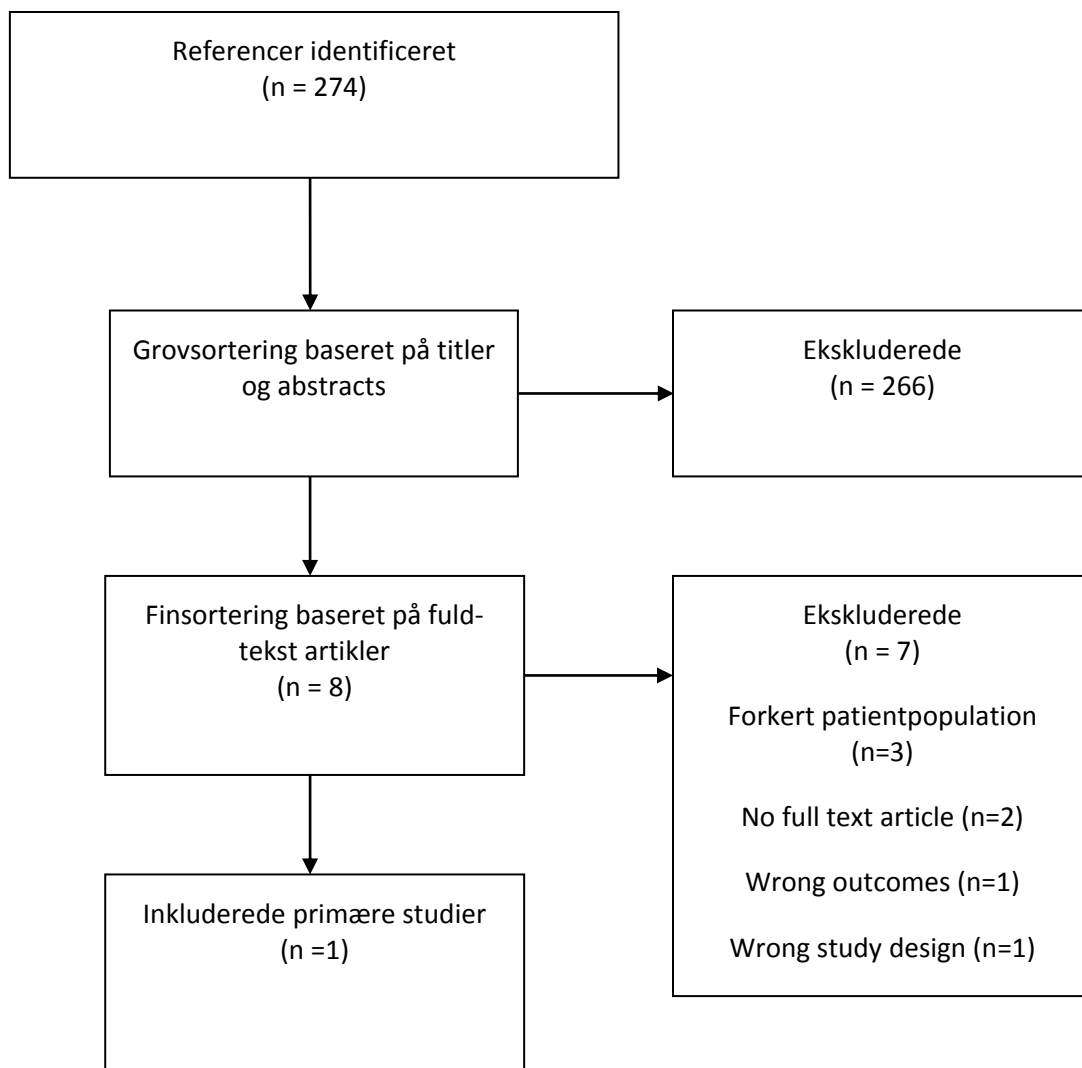 Referencer identificeret
(n = 274)
Grovsortering baseret på titler
og abstracts
Ekskluderede
(n = 266)
Finsortering baseret på fuld-
tekst artikler
(n = 8)
Ekskluderede
(n = 7)
Forkert patientpopulation
(n=3)
No full text article (n=2)
Wrong outcomes (n=1)
Wrong study design (n=1)
Inkluderede primære studier
(n =1)